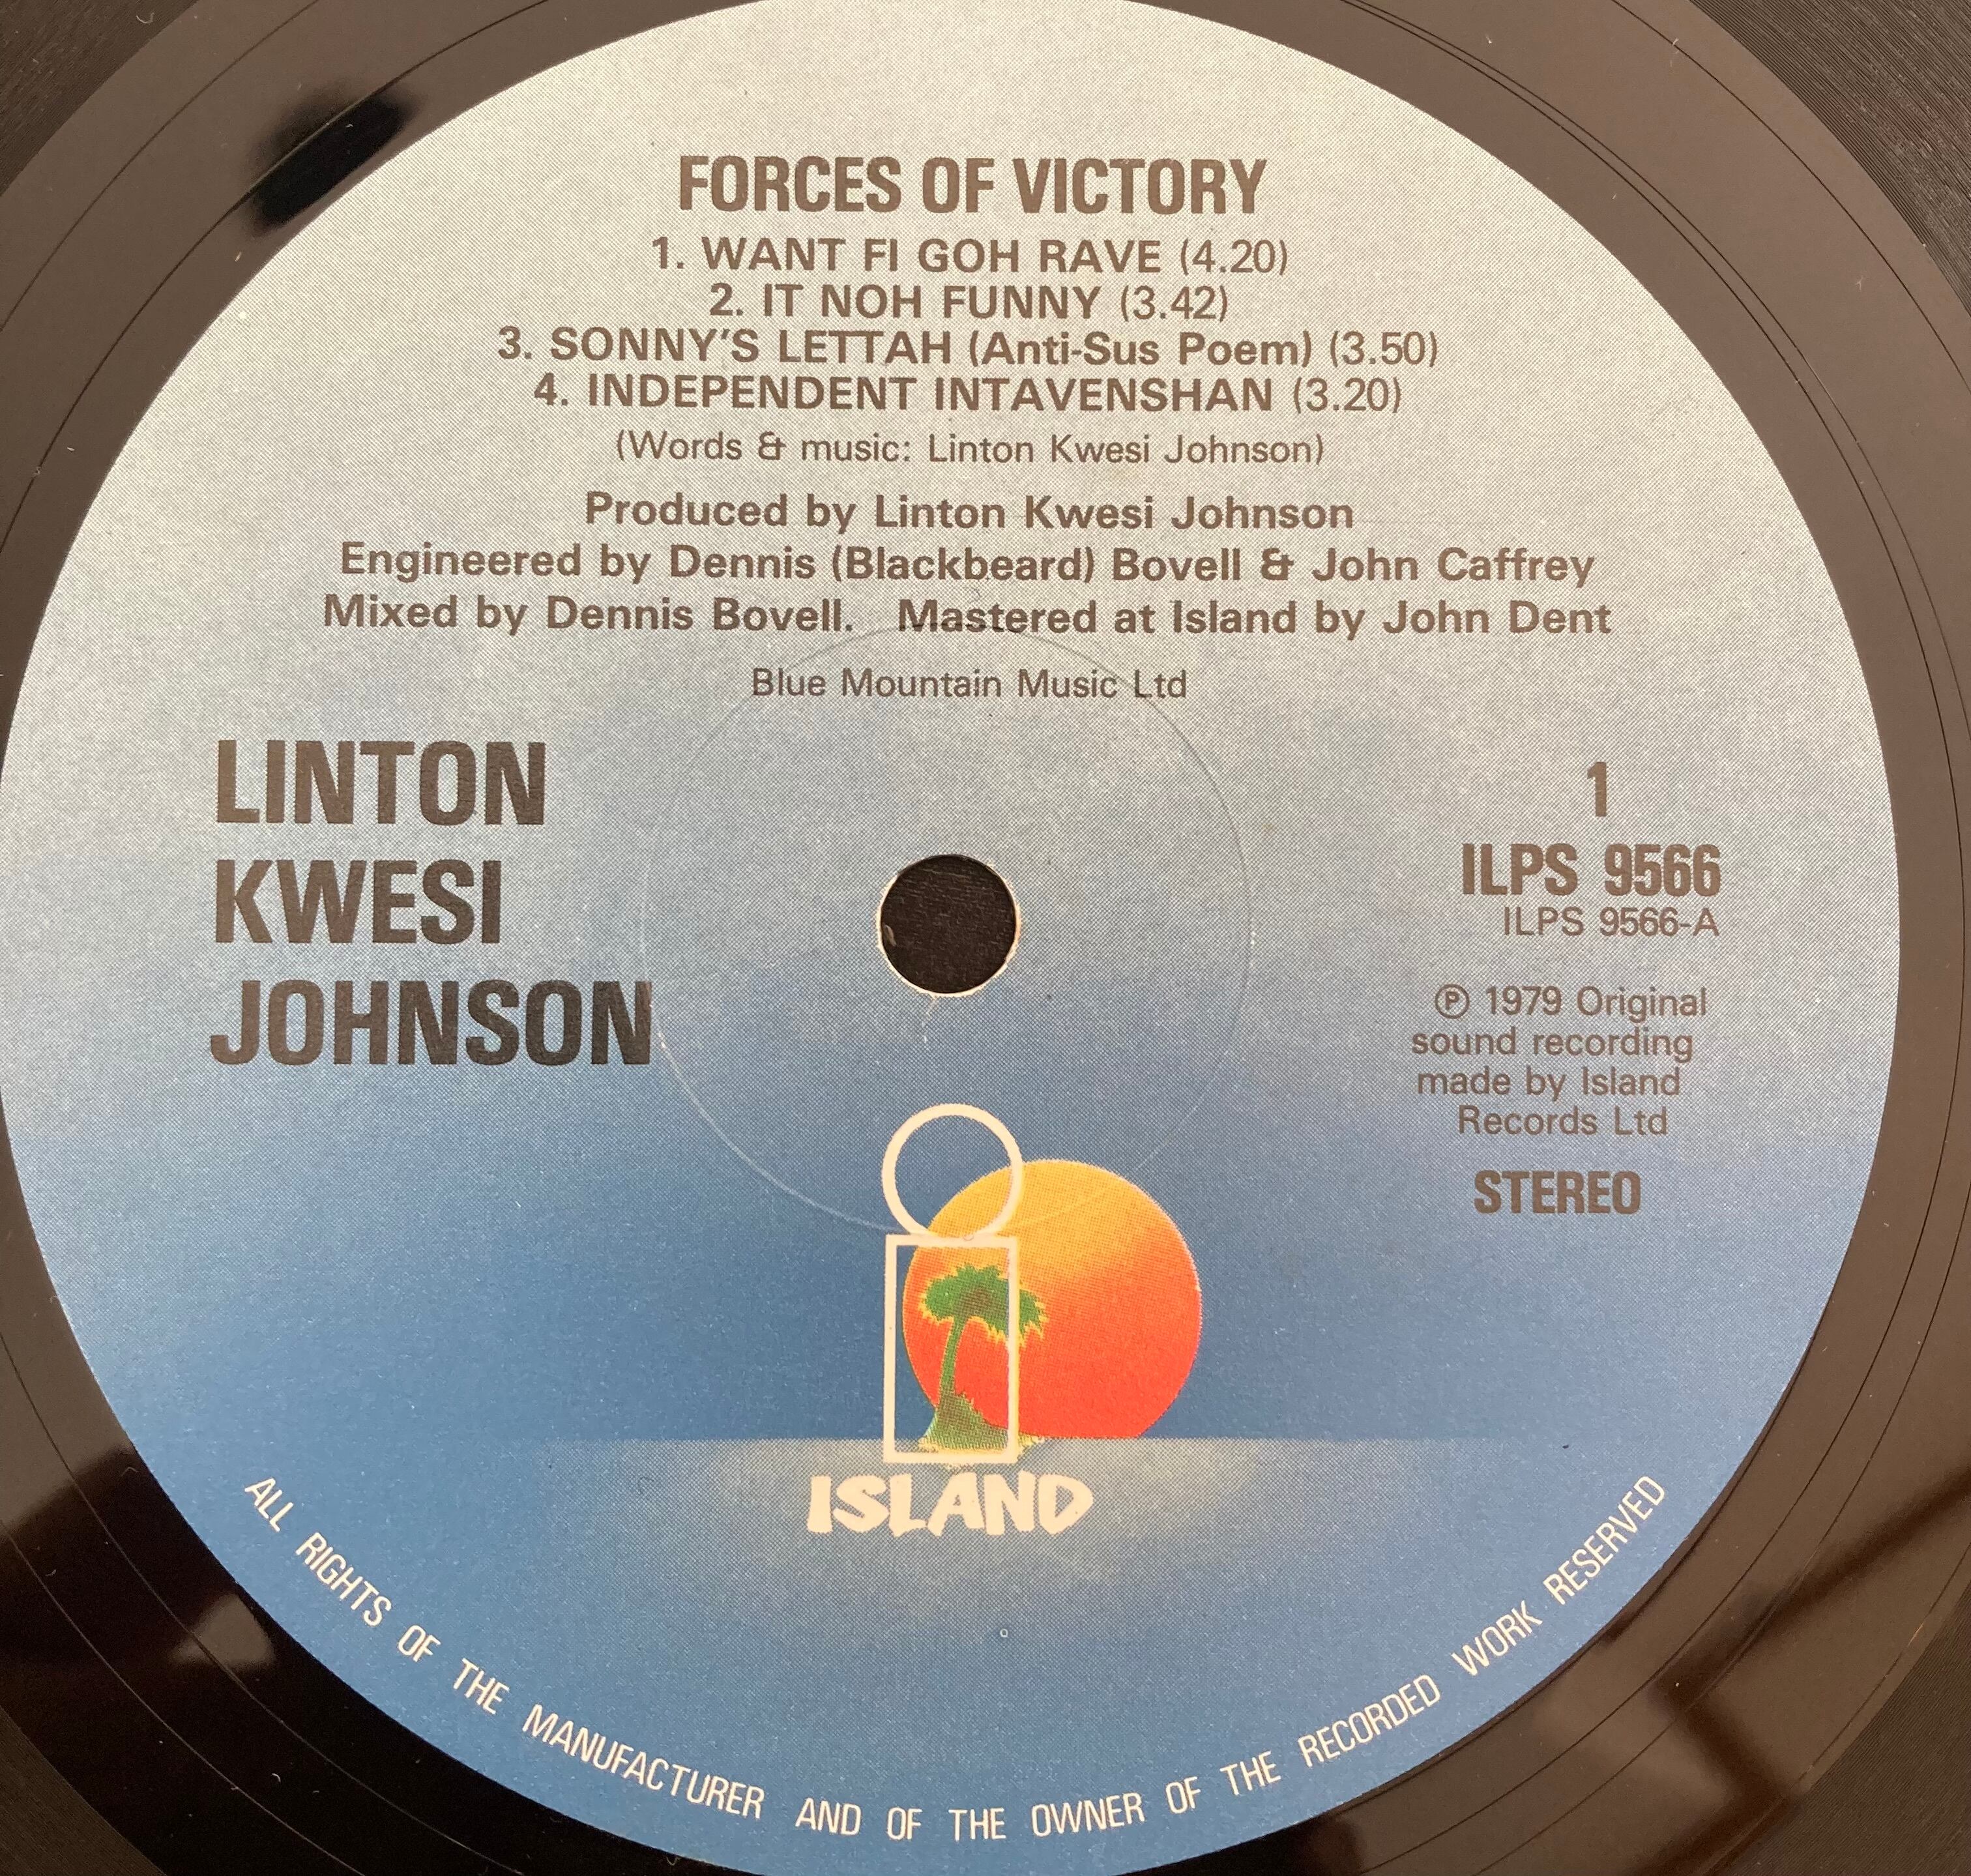 FORCES OF VICTORY
1. WANT FI GOH RAVE (4.20)
2. IT NOH FUNNY (3.42)
3. SONNY'S LETTAH (Anti-Sus Poem) (3.50)
4. INDEPENDENT INTAVENSHAN (3.20)
(Words & music: Linton Kwesi Johnson)
Produced by Linton Kwesi Johnson
Engineered by Dennis (Blackbeard) Bovell & John Caffrey
Mixed by Dennis Bovell. Mastered at Island by John Dent
Blue Mountain Music Ltd
LINTON
KWESI
JOHNSON
1
ILPS 9566
ILPS 9566-A
℗ 1979 Original
sound recording
made by Island
Records Ltd
STEREO
ISLAND
ALL RIGHTS OF THE MANUFACTURER AND OF THE OWNER OF THE RECORDED WORK RESERVED